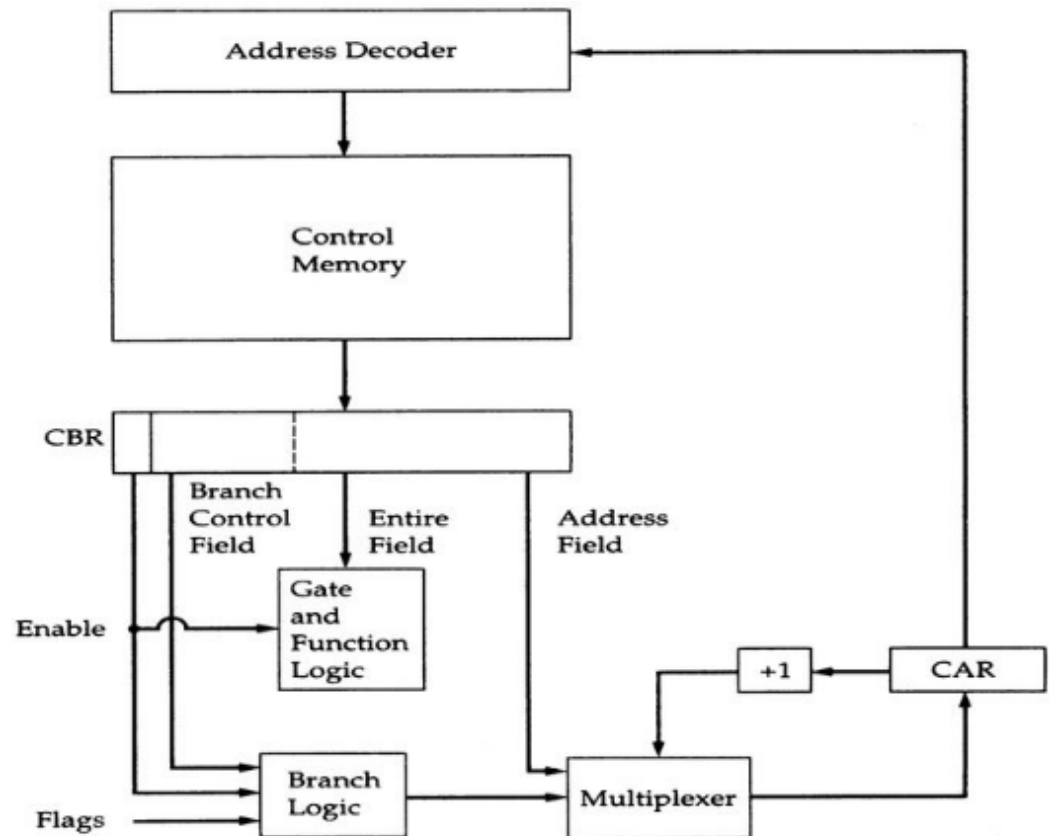 Address Decoder
Control
Memory
CBR
Branch
Control
Field
Entire
Field
Address
Field
Gate
and
Function
Logic
Enable
+1
CAR
Branch
Logic
Multiplexer
Flags